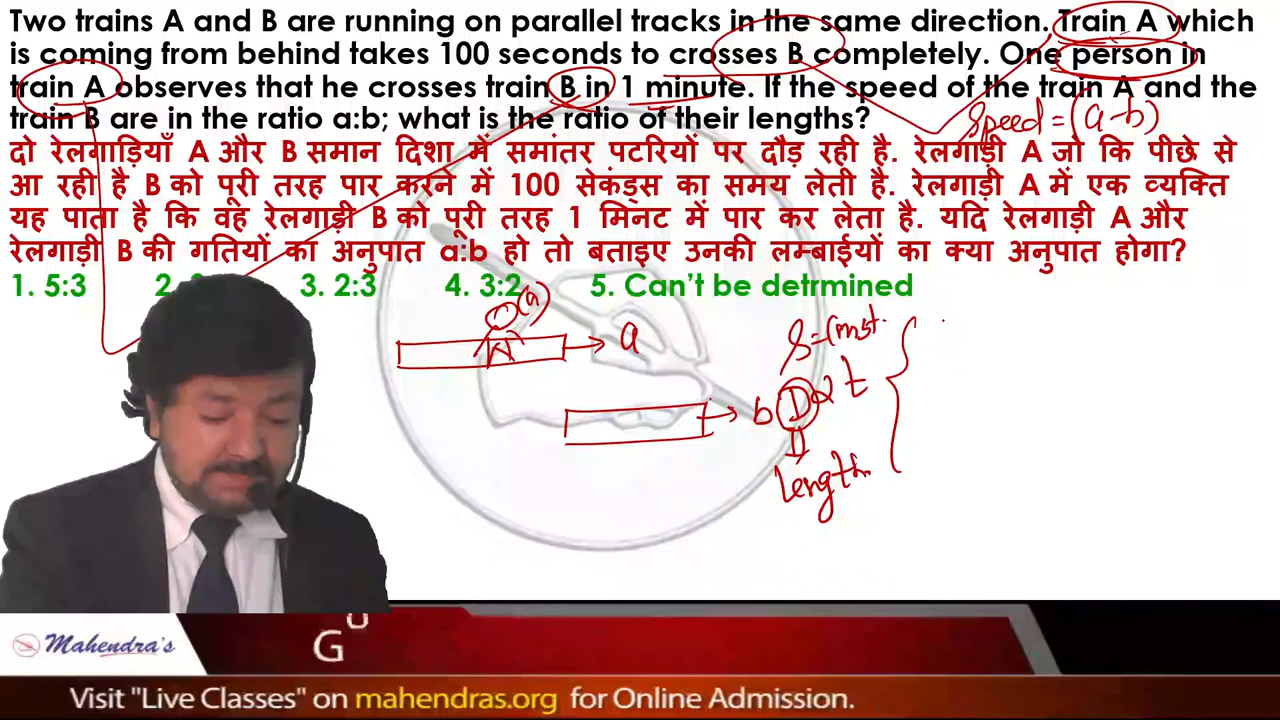 Two trains A and B are running on parallel tracks in the same direction. Train A which
is coming from behind takes 100 seconds to crosses B completely. One person in
train A observes that he crosses train B in 1 minute. If the speed of the train A and the
train B are in the ratio a:b; what is the ratio of their lengths?
Speed = (a-b)
दो रेलगाड़ियाँ A और B समान दिशा में समांतर पटरियों पर दौड़ रही है. रेलगाड़ी A जो कि पीछे से
आ रही है B को पूरी तरह पार करने में 100 सेकंड्स का समय लेती है. रेलगाड़ी A में एक व्यक्ति
यह पाता है कि वह रेलगाड़ी B को पूरी तरह 1 मिनट में पार कर लेता है. यदि रेलगाड़ी A और
रेलगाड़ी B की गतियों का अनुपात a:b हो तो बताइए उनकी लम्बाईयों का क्या अनुपात होगा?
1. 5:3 2. 3. 2:3 4. 3:2 5. Can't be detrmined
(a)
a
S = Const.
b
D α t
length
G
Mahendra's
Visit "Live Classes" on mahendras.org for Online Admission.